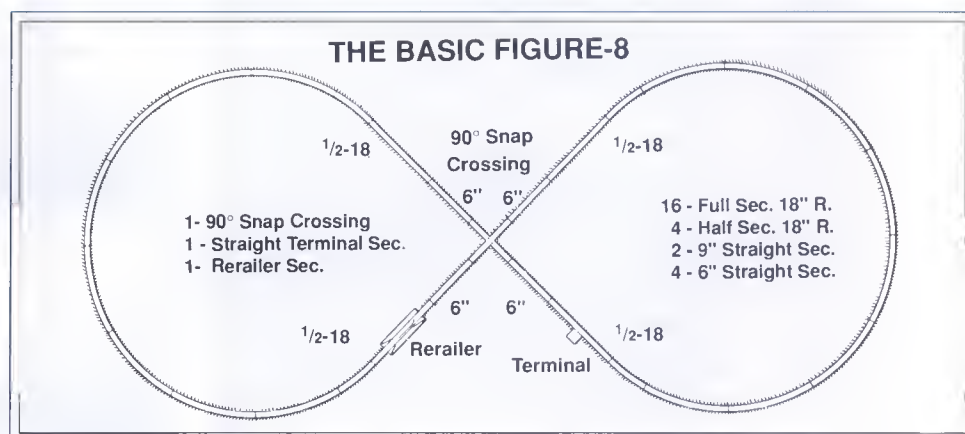 THE BASIC FIGURE-8
1/2-18
90° Snap
Crossing
1/2-18
6"
6"
1- 90° Snap Crossing
1 - Straight Terminal Sec.
1- Rerailer Sec.
16 - Full Sec. 18" R.
4 - Half Sec. 18" R.
2 - 9" Straight Sec.
4 - 6" Straight Sec.
6"
6"
1/2-18
Rerailer
Terminal
1/2-18